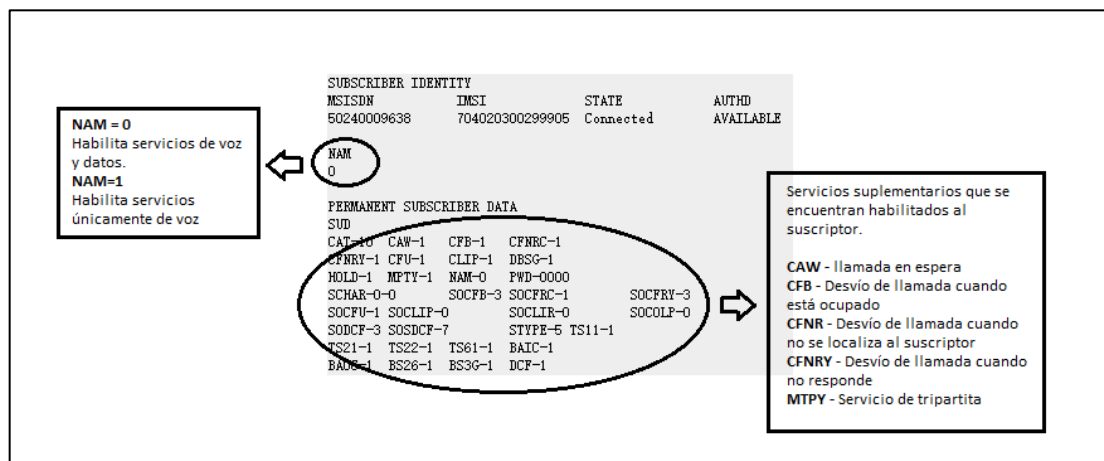 NAM = 0
Habilita servicios de voz
y datos.
NAM=1
Habilita servicios
únicamente de voz
SUBSCRIBER IDENTITY
MSISDN IMSI STATE AUTHD
50240009638 704020300299905 Connected AVAILABLE
NAM
0
PERMANENT SUBSCRIBER DATA
SUD
CAT-10 CAW-1 CFB-1 CFNRC-1
CFNRY-1 CFU-1 CLIP-1 DBSG-1
HOLD-1 MPTY-1 NAM-0 PWD-0000
SCHAR-0-0 SOCFB-3 SOCFRC-1 SOCFRY-3
SOCFU-1 SOCLIP-0 SOCLIR-0 SOCOLP-0
SODCF-3 SOSDCF-7 STYPE-5 TS11-1
TS21-1 TS22-1 TS61-1 BAIC-1
BAOC-1 BS26-1 BS3G-1 DCF-1
Servicios suplementarios que se
encuentran habilitados al
suscriptor.
CAW - llamada en espera
CFB - Desvío de llamada cuando
está ocupado
CFNR - Desvío de llamada cuando
no se localiza al suscriptor
CFNRY - Desvío de llamada cuando
no responde
MTPY - Servicio de tripartita